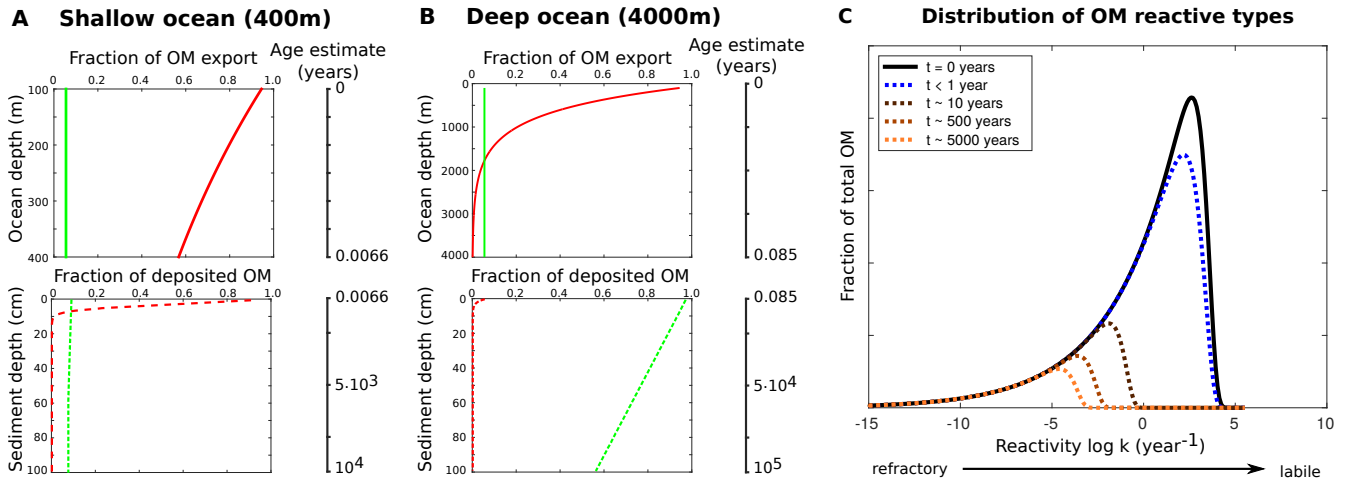 A Shallow ocean (400m)
Fraction of OM export
Age estimate
(years)
0 0.2 0.4 0.6 0.8 1.0
100
200
300
400
Ocean depth (m)
0
0.0066
Fraction of deposited OM
0 0.2 0.4 0.6 0.8 1.0
0
20
40
60
80
100
Sediment depth (cm)
0.0066
5·10³
10⁴
B Deep ocean (4000m)
Fraction of OM export
Age estimate
(years)
0 0.2 0.4 0.6 0.8 1.0
100
1000
2000
3000
4000
Ocean depth (m)
0
0.085
Fraction of deposited OM
0 0.2 0.4 0.6 0.8 1.0
0
20
40
60
80
100
Sediment depth (cm)
0.085
5·10⁴
10⁵
C Distribution of OM reactive types
t = 0 years
t < 1 year
t ~ 10 years
t ~ 500 years
t ~ 5000 years
Fraction of total OM
-15 -10 -5 0 5 10
Reactivity log k (year⁻¹)
refractory labile